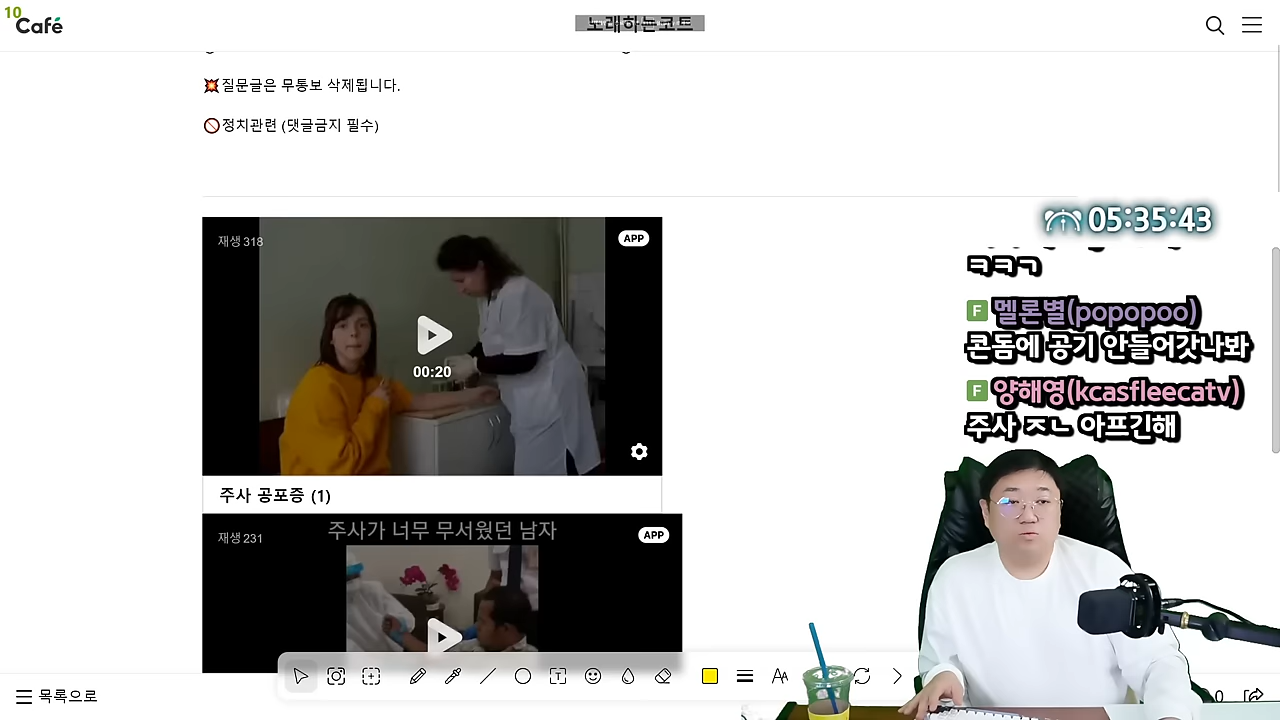 10
Café
노래하는코트
💥질문글은 무통보 삭제됩니다.
🚫정치관련 (댓글금지 필수)
재생 318
APP
00:20
주사 공포증 (1)
재생 231
주사가 너무 무서웠던 남자
APP
05:35:43
ㅋㅋㄱ
F 멜론별(popopoo)
콘돔에 공기 안들어갓나봐
F 양해영(kcasfleecatv)
주사 ㅈㄴ 아프긴해
목록으로
0